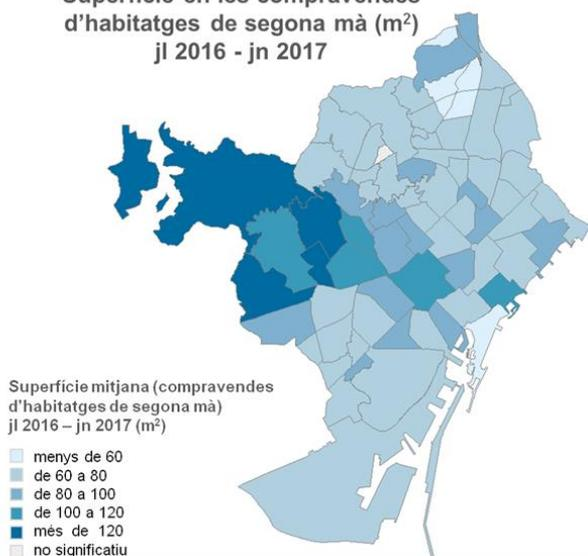 Superfície en les compravendes
d'habitatges de segona mà (m²)
jl 2016 - jn 2017
Superfície mitjana (compravendes
d'habitatges de segona mà)
jl 2016 – jn 2017 (m²)
menys de 60
de 60 a 80
de 80 a 100
de 100 a 120
més de 120
no significatiu